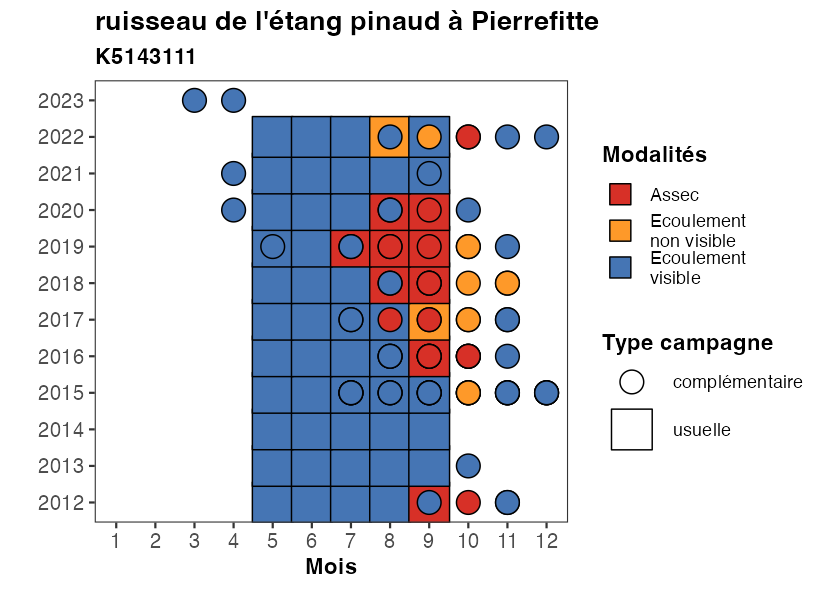 ruisseau de l'étang pinaud à Pierrefitte
K5143111
2023
2022
2021
2020
2019
2018
2017
2016
2015
2014
2013
2012
1 2 3 4 5 6 7 8 9 10 11 12
Mois
Modalités
Assec
Ecoulement
non visible
Ecoulement
visible
Type campagne
complémentaire
usuelle